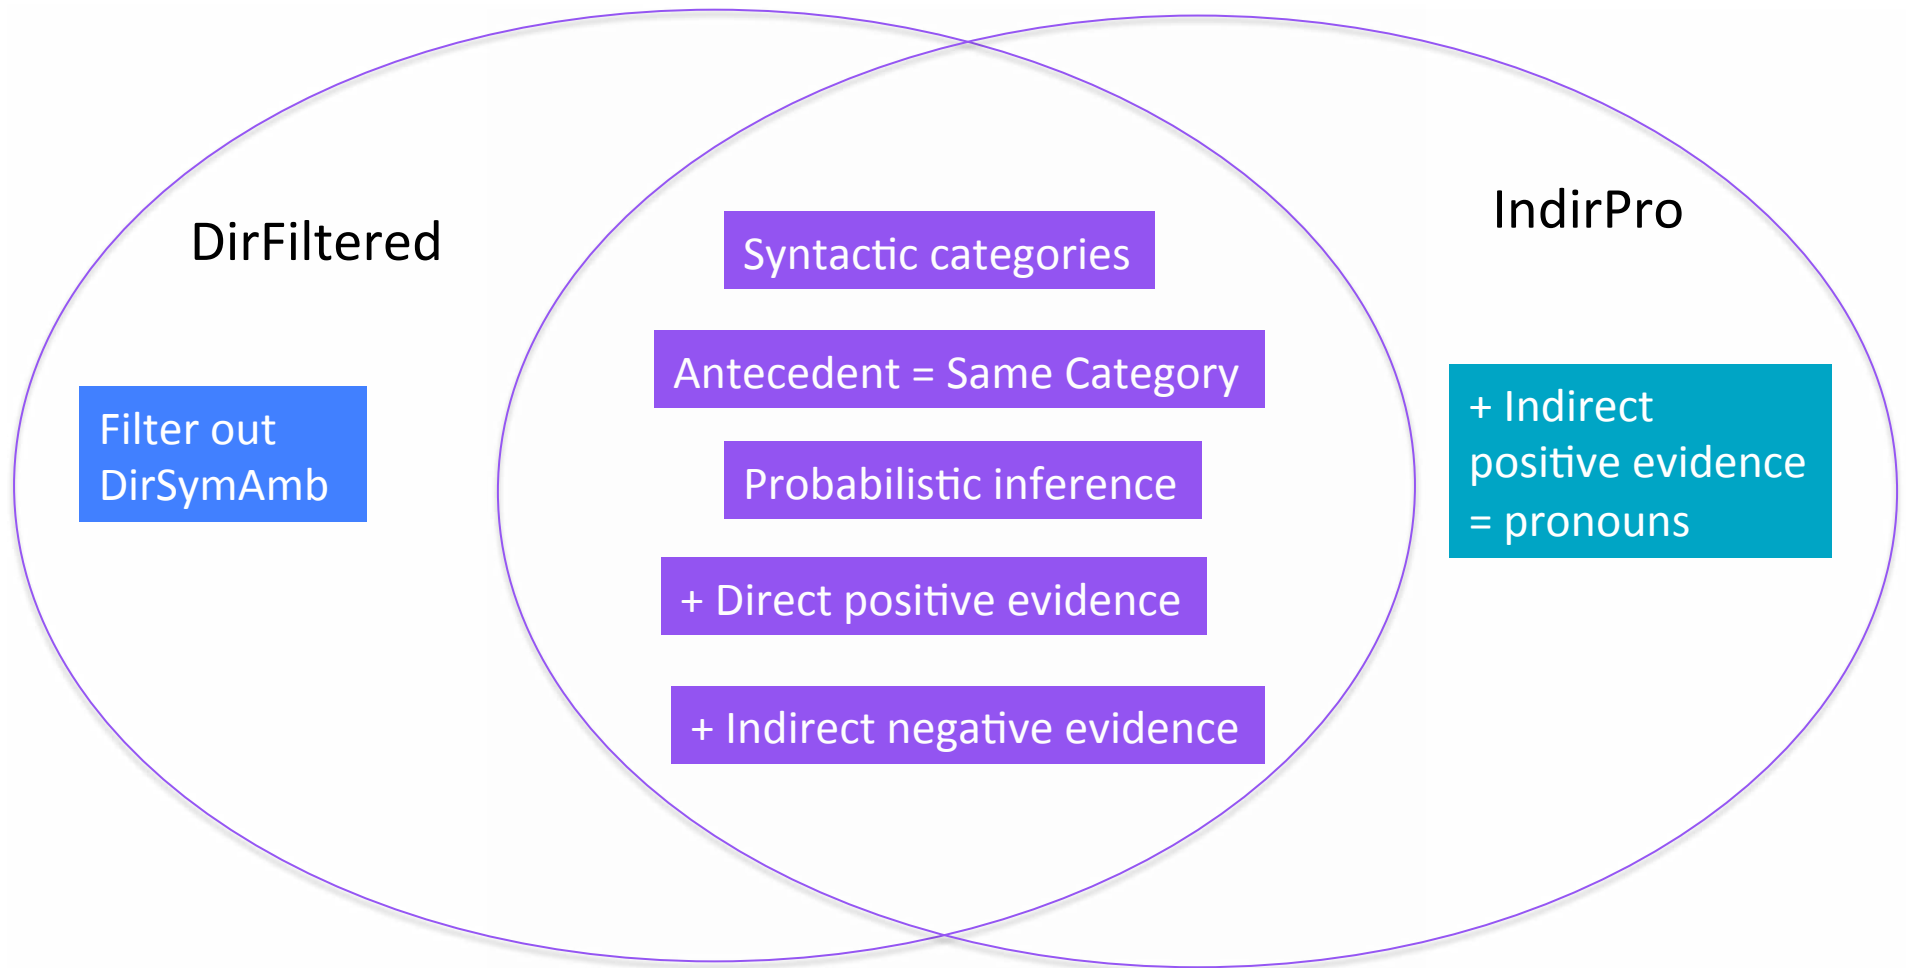 DirFiltered
Filter out
DirSymAmb
Syntactic categories
Antecedent = Same Category
Probabilistic inference
+ Direct positive evidence
+ Indirect negative evidence
IndirPro
+ Indirect
positive evidence
= pronouns